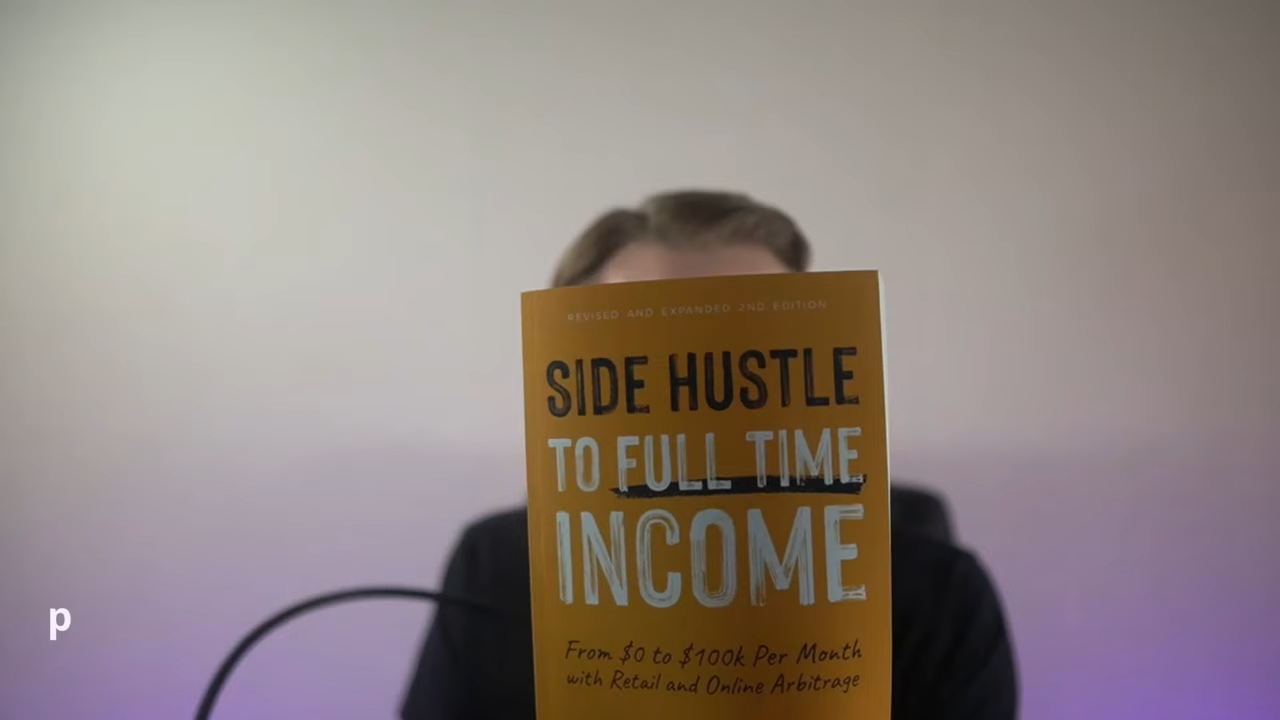 REVISED AND EXPANDED 2ND EDITION
SIDE HUSTLE
TO FULL TIME
INCOME
From $0 to $100k Per Month
with Retail and Online Arbitrage
p